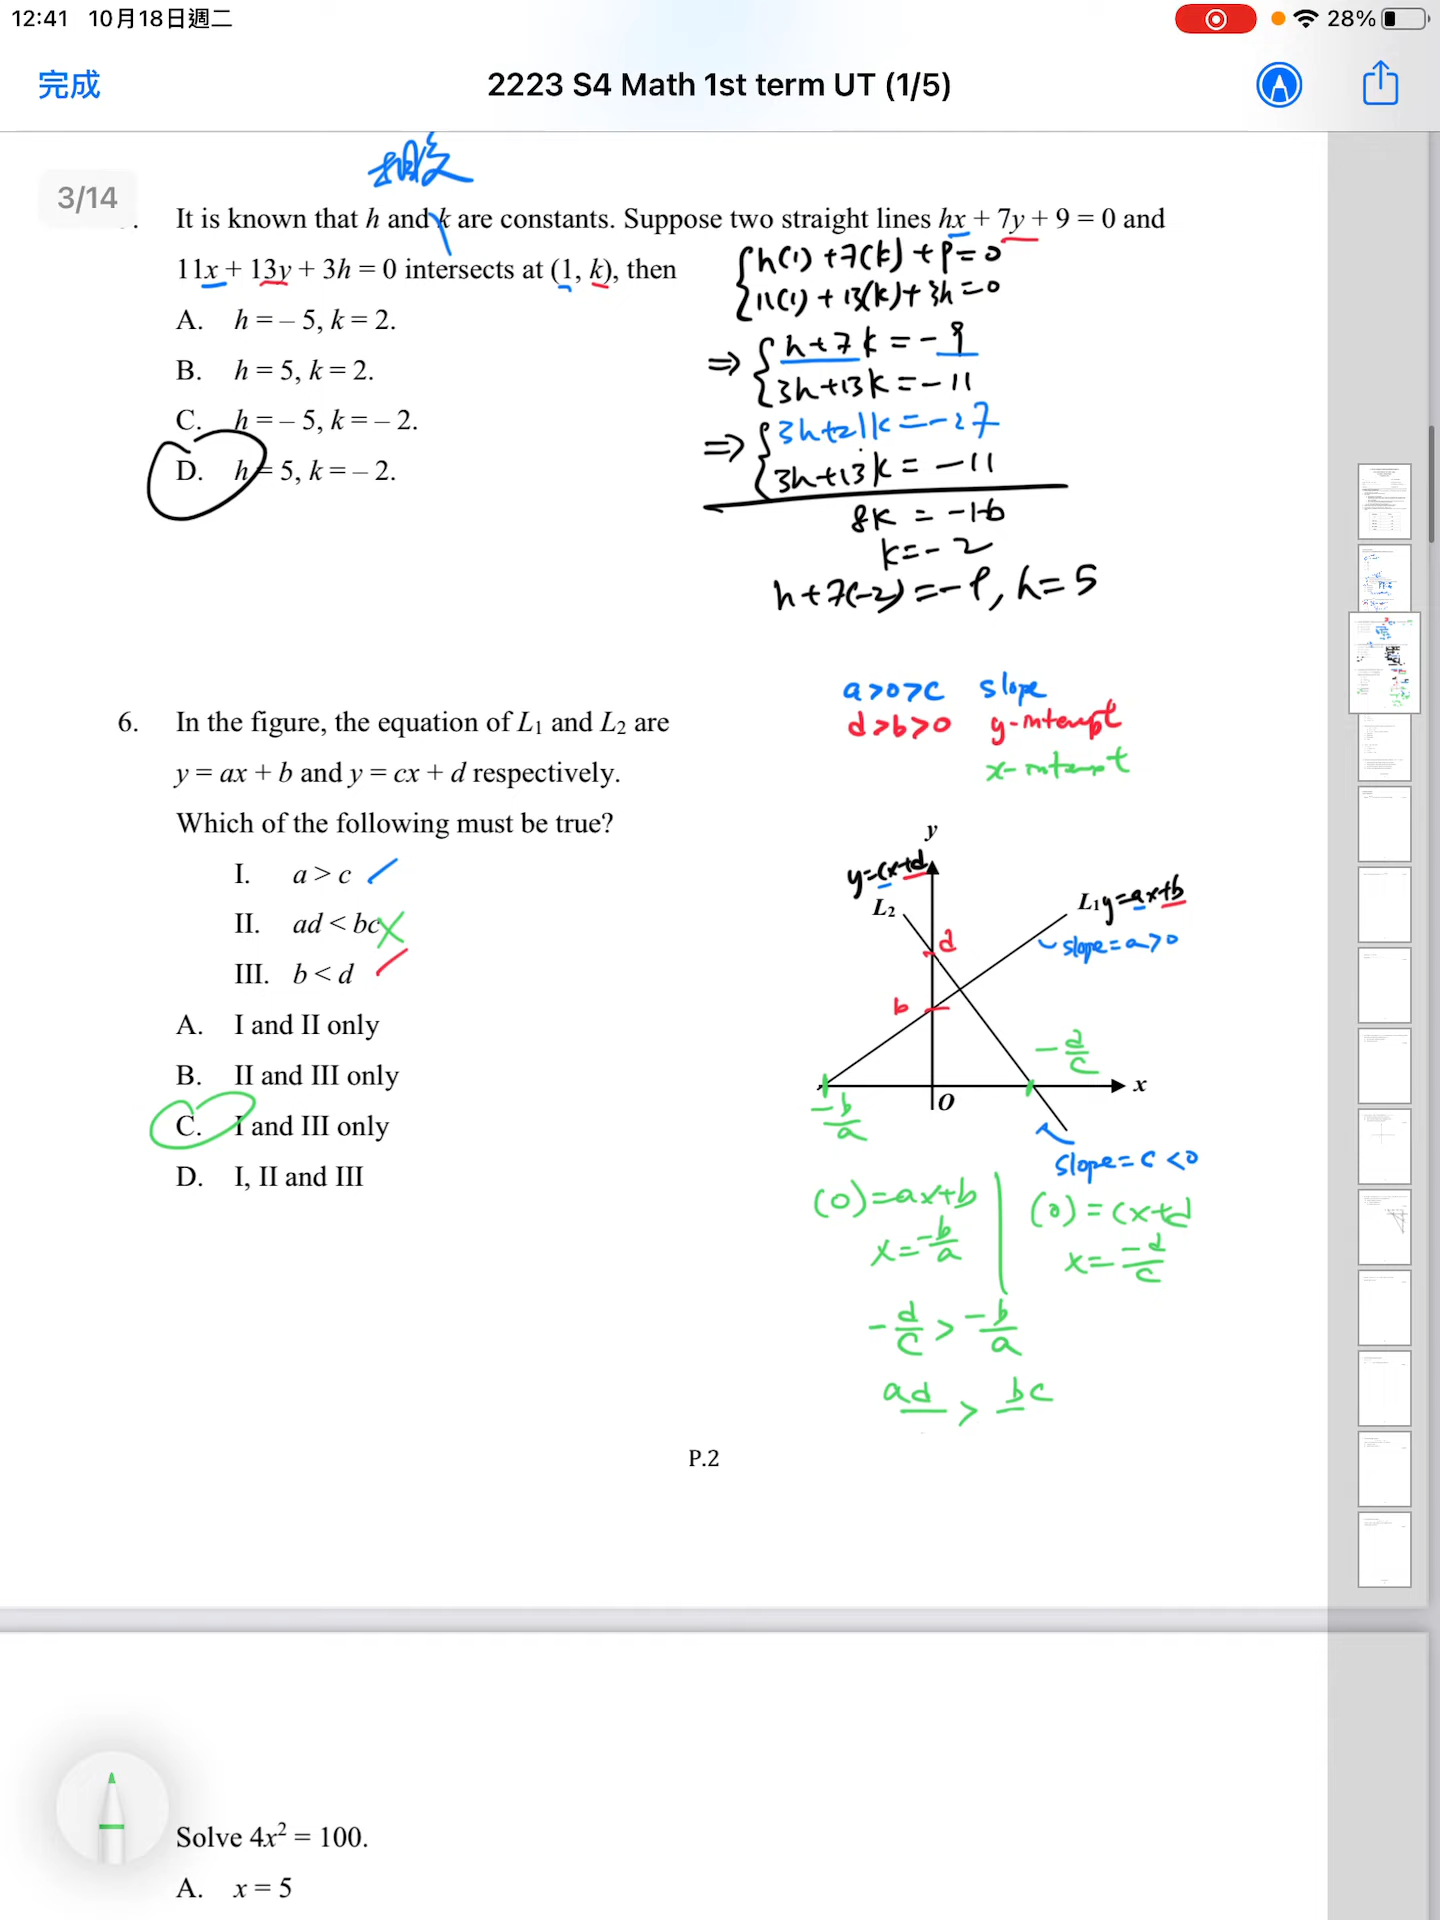 12:41 10月18日週二
28%
完成
2223 S4 Math 1st term UT (1/5)
3/14
相交
It is known that h and k are constants. Suppose two straight lines hx + 7y + 9 = 0 and
11x + 13y + 3h = 0 intersects at (1, k), then
A. h = – 5, k = 2.
B. h = 5, k = 2.
C. h = – 5, k = – 2.
D. h = 5, k = – 2.
h(1) + 7(k) + 9 = 0
11(1) + 13(k) + 3h = 0
⇒ h + 7k = -9
3h + 13k = -11
⇒ 3h + 21k = -27
3h + 13k = -11
8k = -16
k = -2
h + 7(-2) = -9, h = 5
6. In the figure, the equation of L1 and L2 are
y = ax + b and y = cx + d respectively.
Which of the following must be true?
I. a > c
II. ad < bc
III. b < d
A. I and II only
B. II and III only
C. I and III only
D. I, II and III
a>0>c slope
d>b>0 y-intercept
x-intercept
y
y=cx+d
L2
L1 y=ax+b
slope=a>0
d
b
-d/c
x
O
-b/a
slope=c<0
(0)=ax+b
x=-b/a
(0)=cx+d
x=-d/c
-d/c > -b/a
ad > bc
P.2
Solve 4x² = 100.
A. x = 5